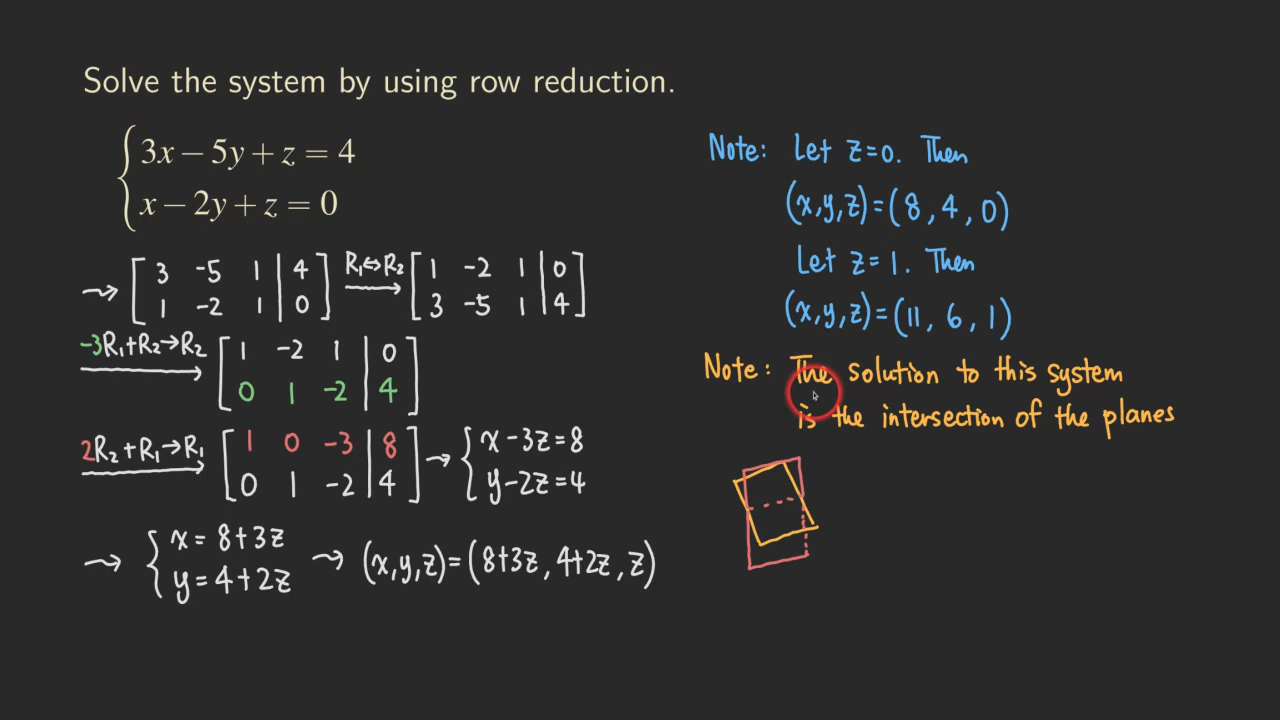 Solve the system by using row reduction.
3x − 5y + z = 4
x − 2y + z = 0
⇝ [ 3 -5 1 | 4 ] R₁↔R₂ → [ 1 -2 1 | 0 ]
[ 1 -2 1 | 0 ] [ 3 -5 1 | 4 ]
-3R₁+R₂→R₂ [ 1 -2 1 | 0 ]
[ 0 1 -2 | 4 ]
2R₂+R₁→R₁ [ 1 0 -3 | 8 ] ⇝ { x-3z=8
[ 0 1 -2 | 4 ] y-2z=4
⇝ { x= 8+3z
y=4+2z
⇝ (x,y,z)=(8+3z, 4+2z, z)
Note: Let z=0. Then
(x,y,z)=(8, 4, 0)
Let z=1. Then
(x,y,z)=(11, 6, 1)
Note: The solution to this system
is the intersection of the planes